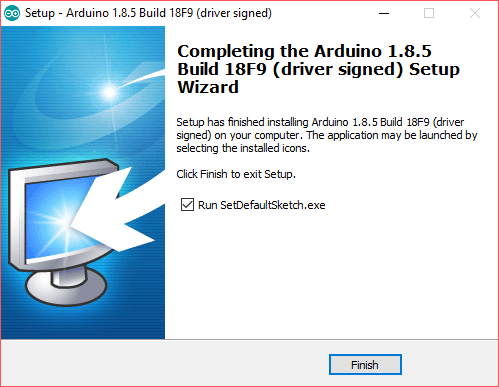 Setup - Arduino 1.8.5 Build 18F9 (driver signed)
Completing the Arduino 1.8.5
Build 18F9 (driver signed) Setup
Wizard
Setup has finished installing Arduino 1.8.5 Build 18F9 (driver
signed) on your computer. The application may be launched by
selecting the installed icons.
Click Finish to exit Setup.
Run SetDefaultSketch.exe
Finish